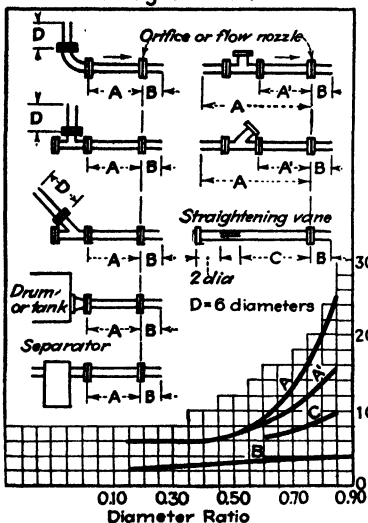 D
Orifice or flow nozzle
A
B
A'
B
A
D
A
B
A'
B
A
D
A
B
Straightening vane
C
B
2 dia
D=6 diameters
Drum
or tank
A
B
Separator
A
B
30
20
10
0
A
A'
C
B
0.10
0.30
0.50
0.70
0.90
Diameter Ratio